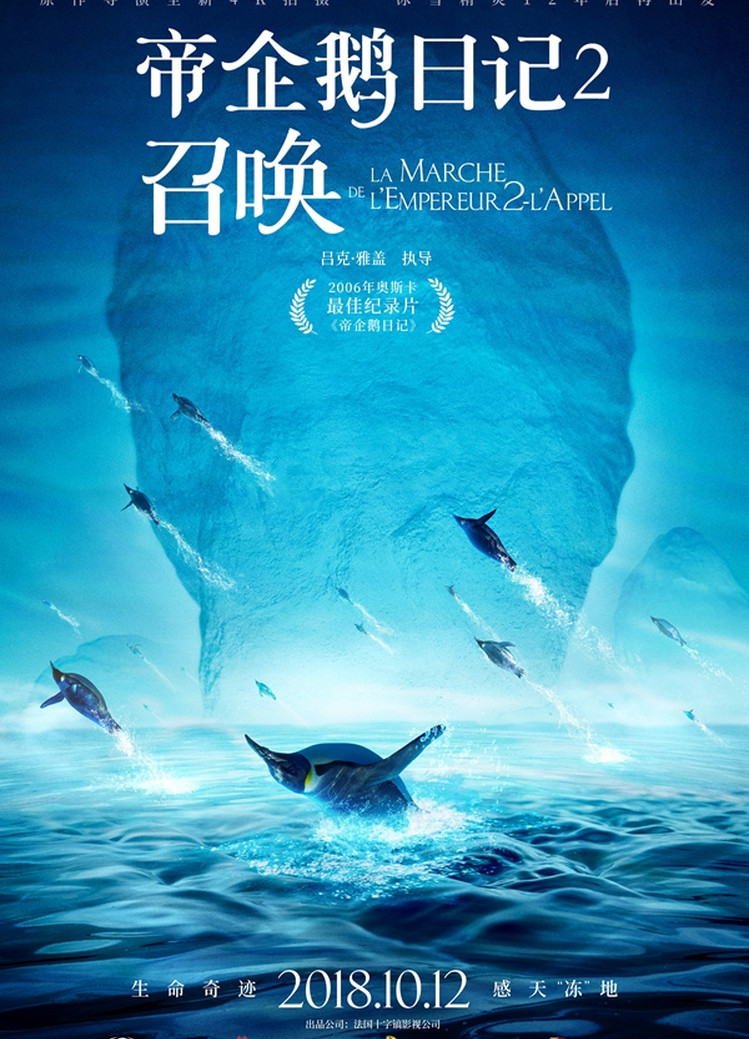 帝企鹅日记2
召唤
LA MARCHE
DE L'EMPEREUR2-L'APPEL
吕克·雅盖 执导
2006年奥斯卡
最佳纪录片
《帝企鹅日记》
生命奇迹 2018.10.12 感天“冻”地
出品公司：法国十字镇影视公司